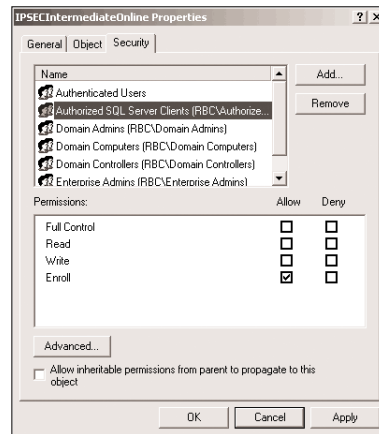 IPSECIntermediateOnline Properties ? x
General Object Security
Name
Add...
Authenticated Users
Authorized SQL Server Clients (RBC\Authorize...
Remove
Domain Admins (RBC\Domain Admins)
Domain Computers (RBC\Domain Computers)
Domain Controllers (RBC\Domain Controllers)
Enterprise Admins (RBC\Enterprise Admins)
Permissions: Allow Deny
Full Control
Read
Write
Enroll
Advanced...
Allow inheritable permissions from parent to propagate to this
object
OK Cancel Apply